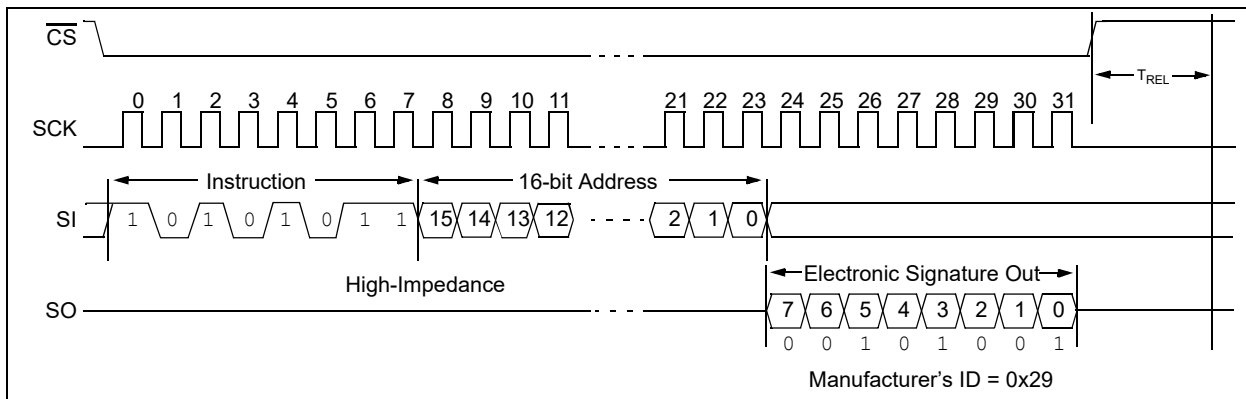 CS
T_REL
0 1 2 3 4 5 6 7 8 9 10 11 21 22 23 24 25 26 27 28 29 30 31
SCK
Instruction 16-bit Address
SI 1 0 1 0 1 0 1 1 15 14 13 12 2 1 0
High-Impedance Electronic Signature Out
SO 7 6 5 4 3 2 1 0
0 0 1 0 1 0 0 1
Manufacturer's ID = 0x29